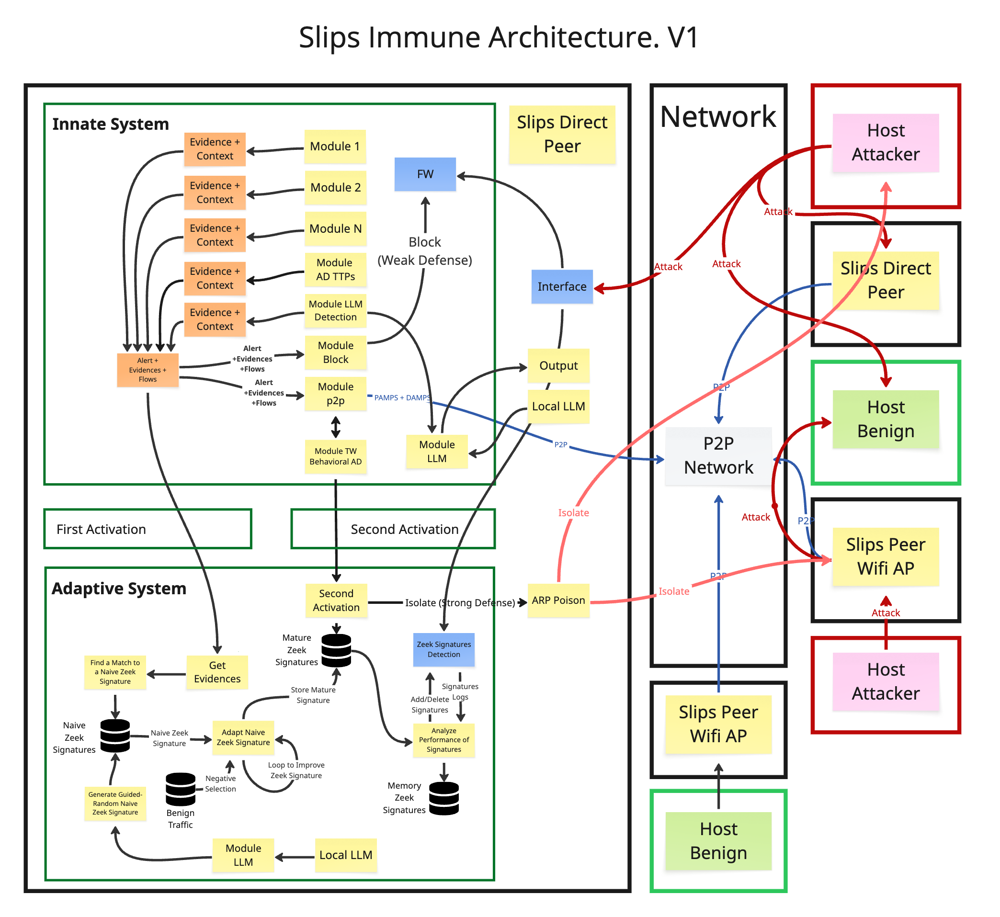 Slips Immune Architecture. V1
Innate System
Evidence +
Context
Module 1
Evidence +
Context
Module 2
Evidence +
Context
Module N
Evidence +
Context
Module
AD TTPs
Evidence +
Context
Module LLM
Detection
Alert +
Evidences +
Flows
Alert
+Evidences
+Flows
Module
Block
Alert
+Evidences
+Flows
Module
p2p
PAMPS + DAMPS
P2P
Module TW
Behavioral AD
Module
LLM
FW
Block
(Weak Defense)
Slips Direct
Peer
Interface
Output
Local LLM
First Activation
Second Activation
Adaptive System
Second
Activation
Isolate (Strong Defense)
ARP Poison
Isolate
Isolate
Mature
Zeek
Signatures
Zeek Signatures
Detection
Find a Match to
a Naive Zeek
Signature
Get
Evidences
Store Mature
Signature
Add/Delete
Signatures
Signatures
Logs
Naive
Zeek
Signatures
Naive Zeek
Signature
Adapt Naive
Zeek Signature
Analyze
Performance of
Signatures
Loop to Improve
Zeek Signature
Negative
Selection
Benign
Traffic
Generate Guided-
Random Naive
Zeek Signature
Memory
Zeek
Signatures
Module
LLM
Local LLM
Network
Attack
Attack
Attack
P2P
P2P
Network
Attack
P2P
P2P
Slips Peer
Wifi AP
Host
Benign
Host
Attacker
Slips Direct
Peer
Host
Benign
Slips Peer
Wifi AP
Attack
Host
Attacker